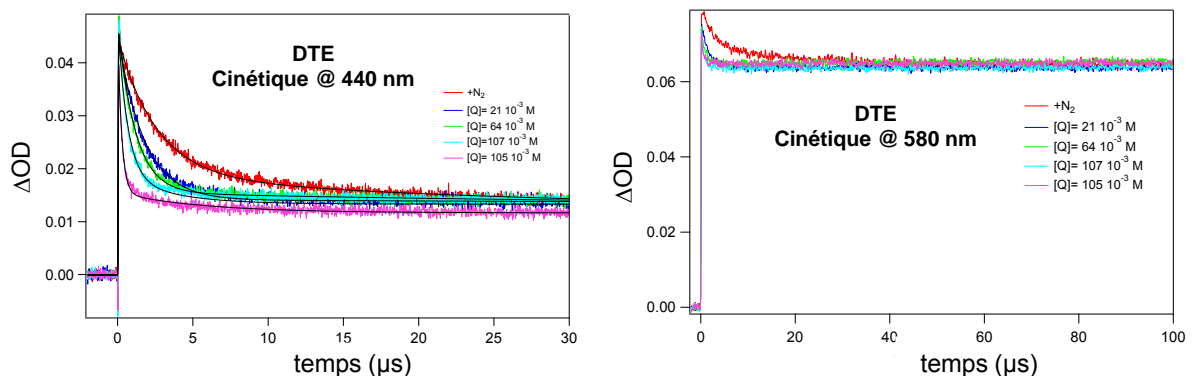 DTE
Cinétique @ 440 nm
+N₂
[Q]= 21 10⁻³ M
[Q]= 64 10⁻³ M
[Q]=107 10⁻³ M
[Q]= 105 10⁻³ M
ΔOD
0.04
0.03
0.02
0.01
0.00
0 5 10 15 20 25 30
temps (µs)
DTE
Cinétique @ 580 nm
+N₂
[Q]= 21 10⁻³ M
[Q]= 64 10⁻³ M
[Q]= 107 10⁻³ M
[Q]= 105 10⁻³ M
ΔOD
0.06
0.04
0.02
0.00
0 20 40 60 80 100
temps (µs)